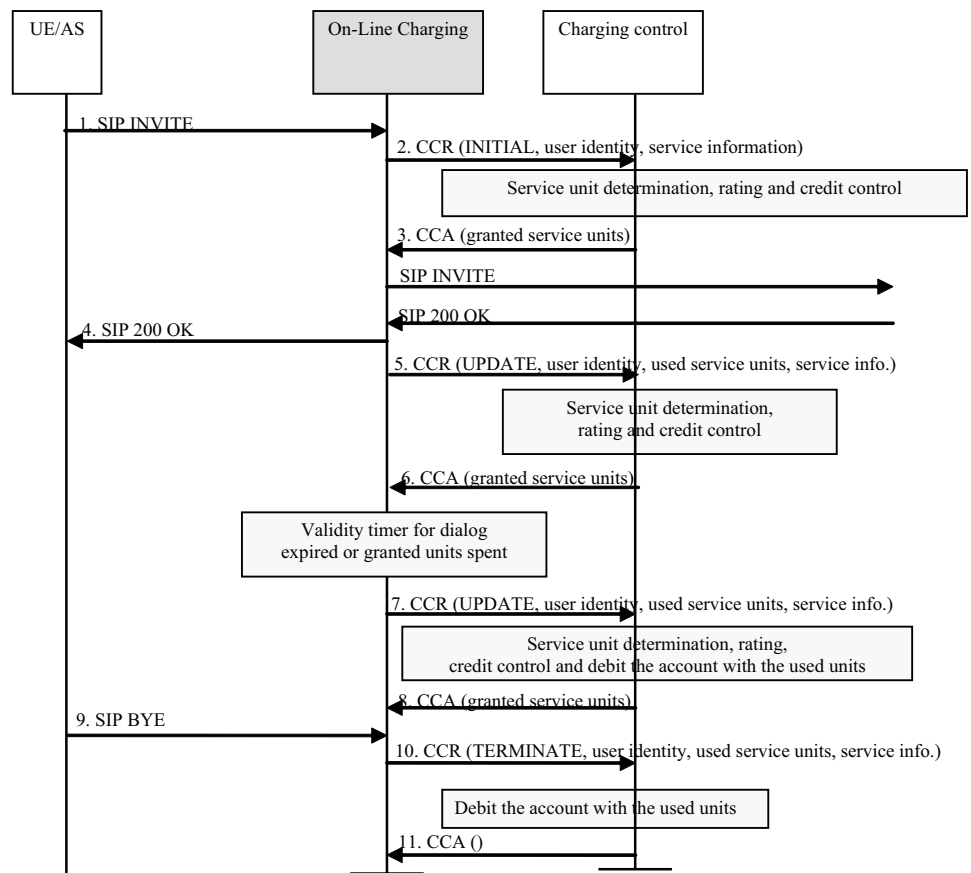 UE/AS
On-Line Charging
Charging control
1. SIP INVITE
2. CCR (INITIAL, user identity, service information)
Service unit determination, rating and credit control
3. CCA (granted service units)
SIP INVITE
SIP 200 OK
4. SIP 200 OK
5. CCR (UPDATE, user identity, used service units, service info.)
Service unit determination,
rating and credit control
6. CCA (granted service units)
Validity timer for dialog
expired or granted units spent
7. CCR (UPDATE, user identity, used service units, service info.)
Service unit determination, rating,
credit control and debit the account with the used units
8. CCA (granted service units)
9. SIP BYE
10. CCR (TERMINATE, user identity, used service units, service info.)
Debit the account with the used units
11. CCA ()